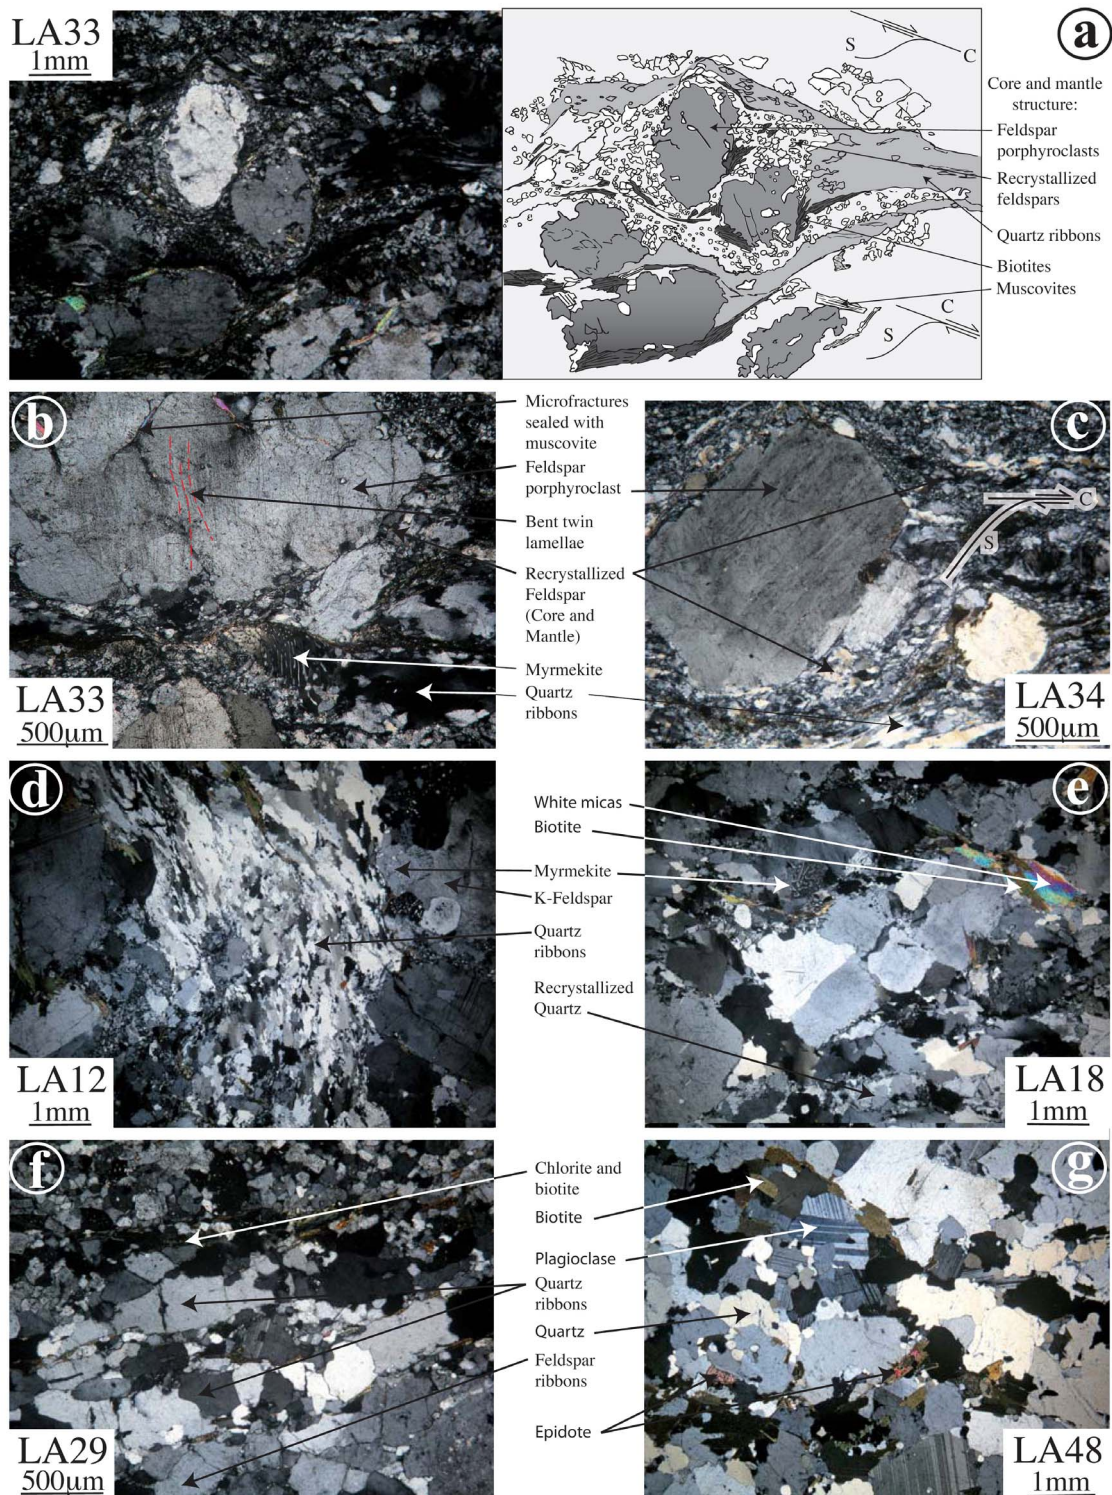 LA33
1mm
a
S
C
Core and mantle
structure:
Feldspar
porphyroclasts
Recrystallized
feldspars
Quartz ribbons
Biotites
Muscovites
C
S
b
Microfractures
sealed with
muscovite
Feldspar
porphyroclast
Bent twin
lamellae
Recrystallized
Feldspar
(Core and
Mantle)
Myrmekite
Quartz
ribbons
LA33
500µm
c
C
S
LA34
500µm
d
White micas
Biotite
Myrmekite
K-Feldspar
Quartz
ribbons
Recrystallized
Quartz
LA12
1mm
e
LA18
1mm
f
Chlorite and
biotite
Biotite
Plagioclase
Quartz
ribbons
Quartz
Feldspar
ribbons
Epidote
LA29
500µm
g
LA48
1mm